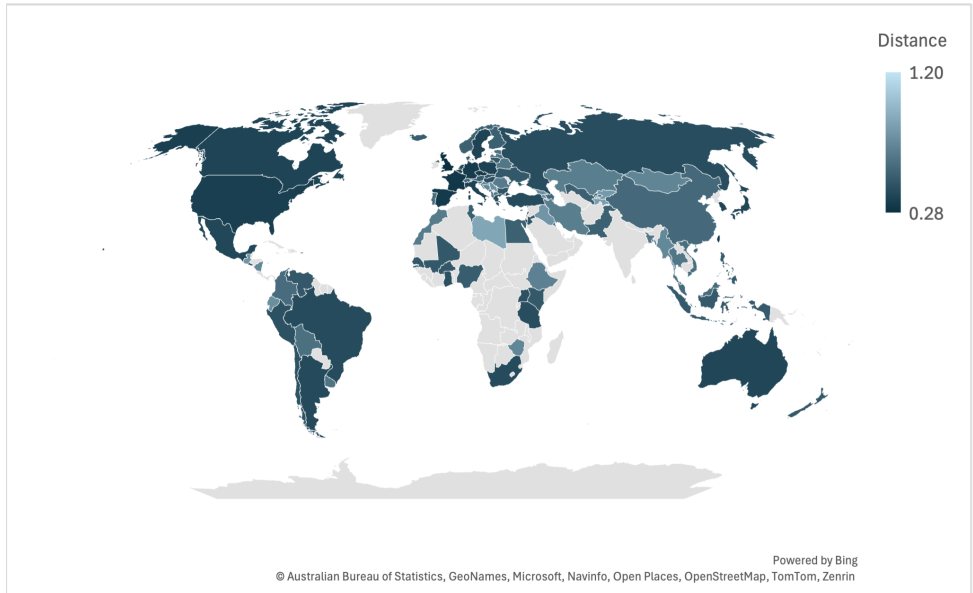 Distance
1.20
0.28
Powered by Bing
© Australian Bureau of Statistics, GeoNames, Microsoft, Navinfo, Open Places, OpenStreetMap, TomTom, Zenrin